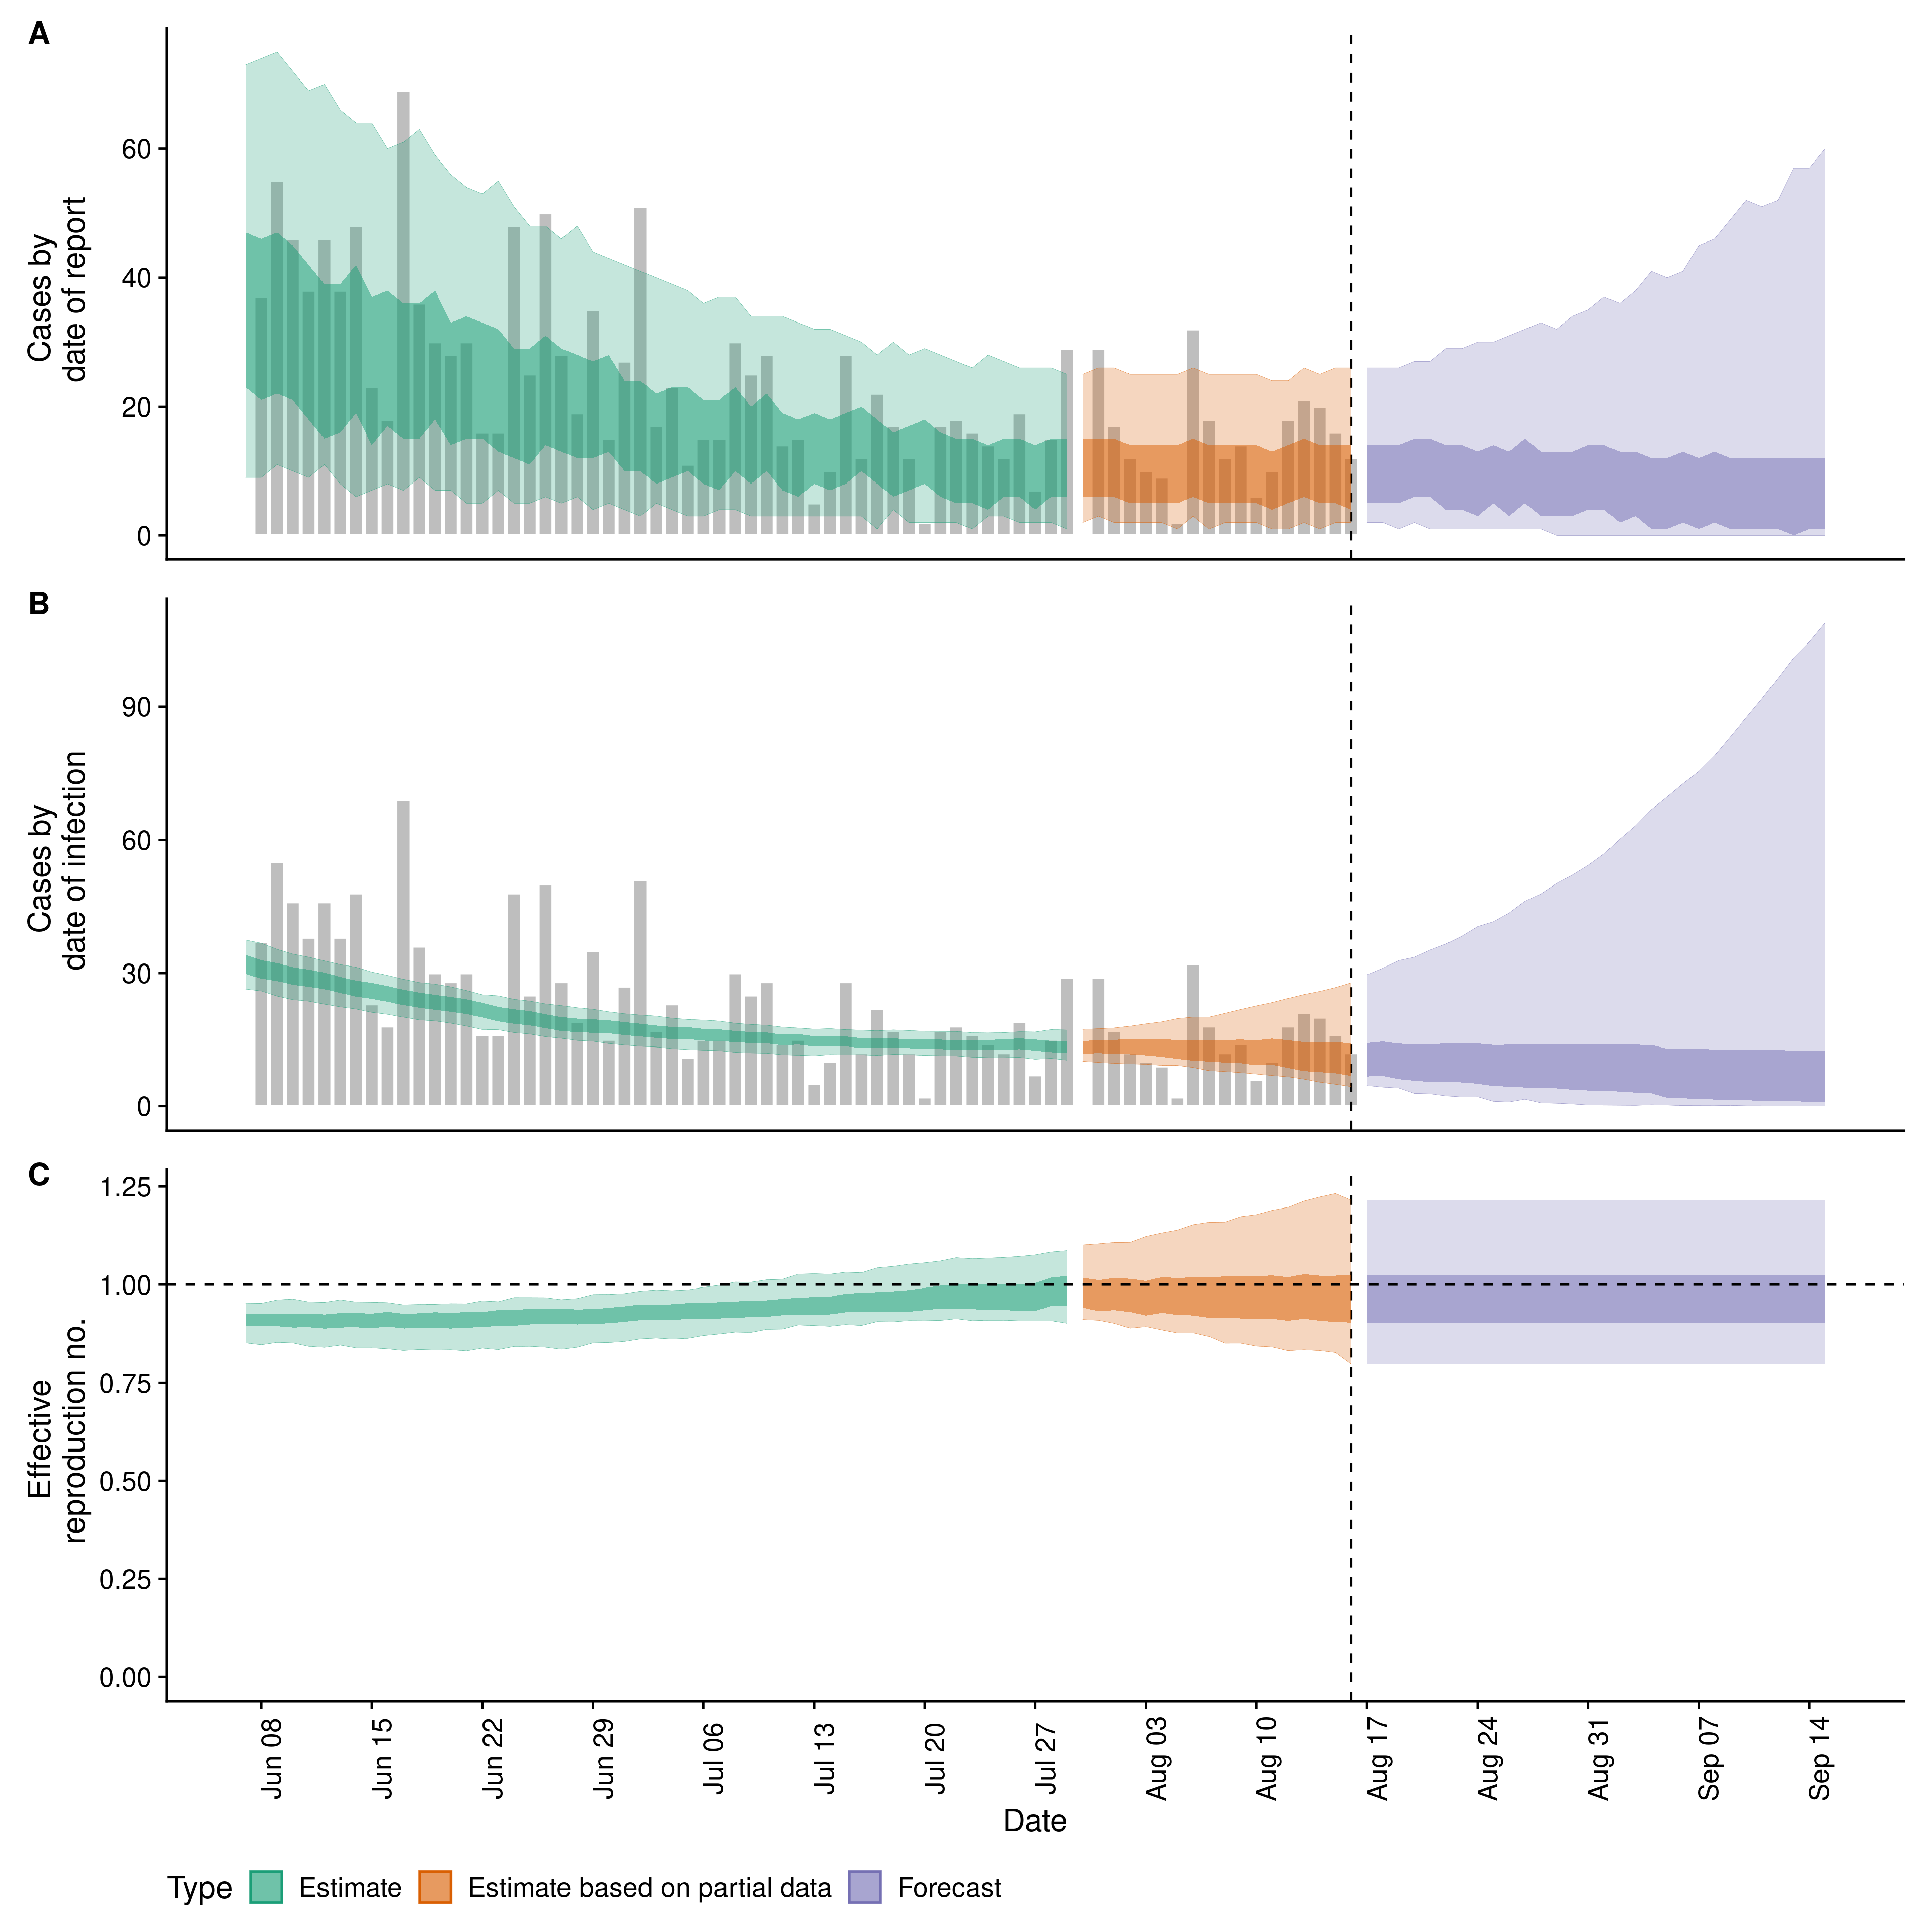 A
Cases by
date of report
60
40
20
0
B
Cases by
date of infection
90
60
30
0
C
Effective
reproduction no.
1.25
1.00
0.75
0.50
0.25
0.00
Jun 08
Jun 15
Jun 22
Jun 29
Jul 06
Jul 13
Jul 20
Jul 27
Aug 03
Aug 10
Aug 17
Aug 24
Aug 31
Sep 07
Sep 14
Date
Type Estimate Estimate based on partial data Forecast